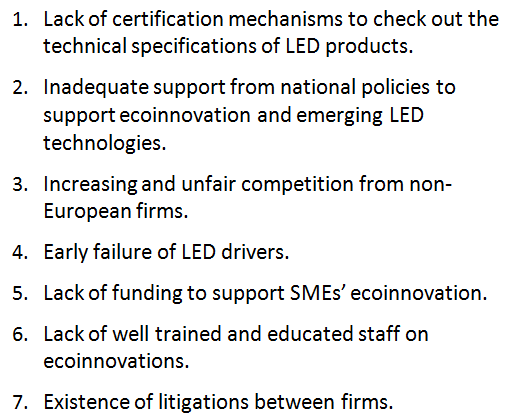 1. Lack of certification mechanisms to check out the
technical specifications of LED products.
2. Inadequate support from national policies to
support ecoinnovation and emerging LED
technologies.
3. Increasing and unfair competition from non-
European firms.
4. Early failure of LED drivers.
5. Lack of funding to support SMEs’ ecoinnovation.
6. Lack of well trained and educated staff on
ecoinnovations.
7. Existence of litigations between firms.